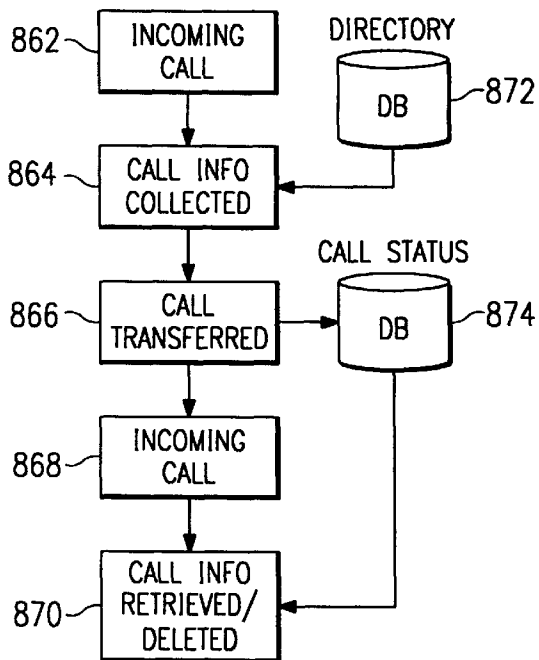 862
INCOMING
CALL
DIRECTORY
DB
872
864
CALL INFO
COLLECTED
CALL STATUS
866
CALL
TRANSFERRED
DB
874
868
INCOMING
CALL
870
CALL INFO
RETRIEVED/
DELETED